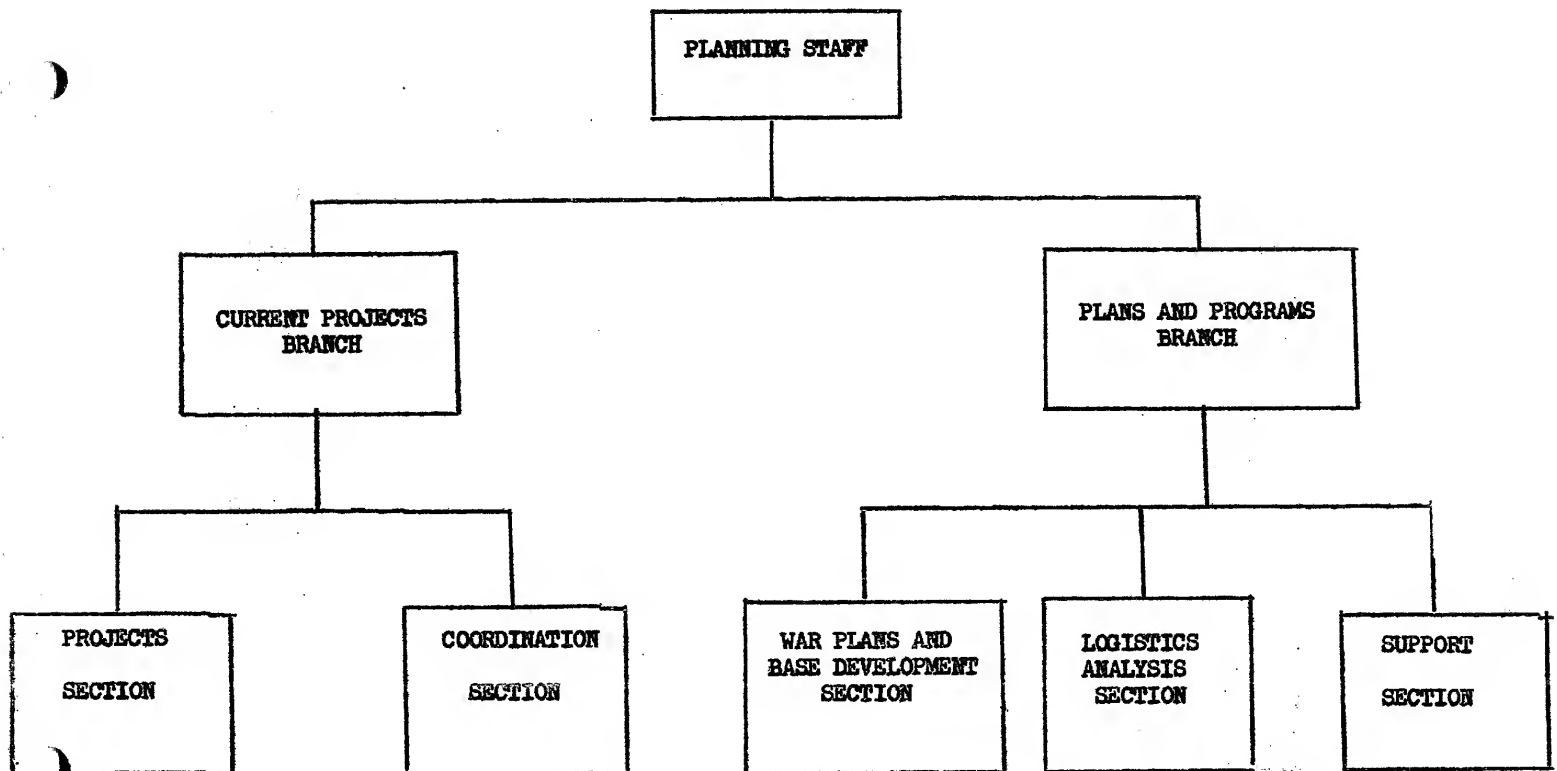 PLANNING STAFF
CURRENT PROJECTS
BRANCH
PLANS AND PROGRAMS
BRANCH
PROJECTS
SECTION
COORDINATION
SECTION
WAR PLANS AND
BASE DEVELOPMENT
SECTION
LOGISTICS
ANALYSIS
SECTION
SUPPORT
SECTION